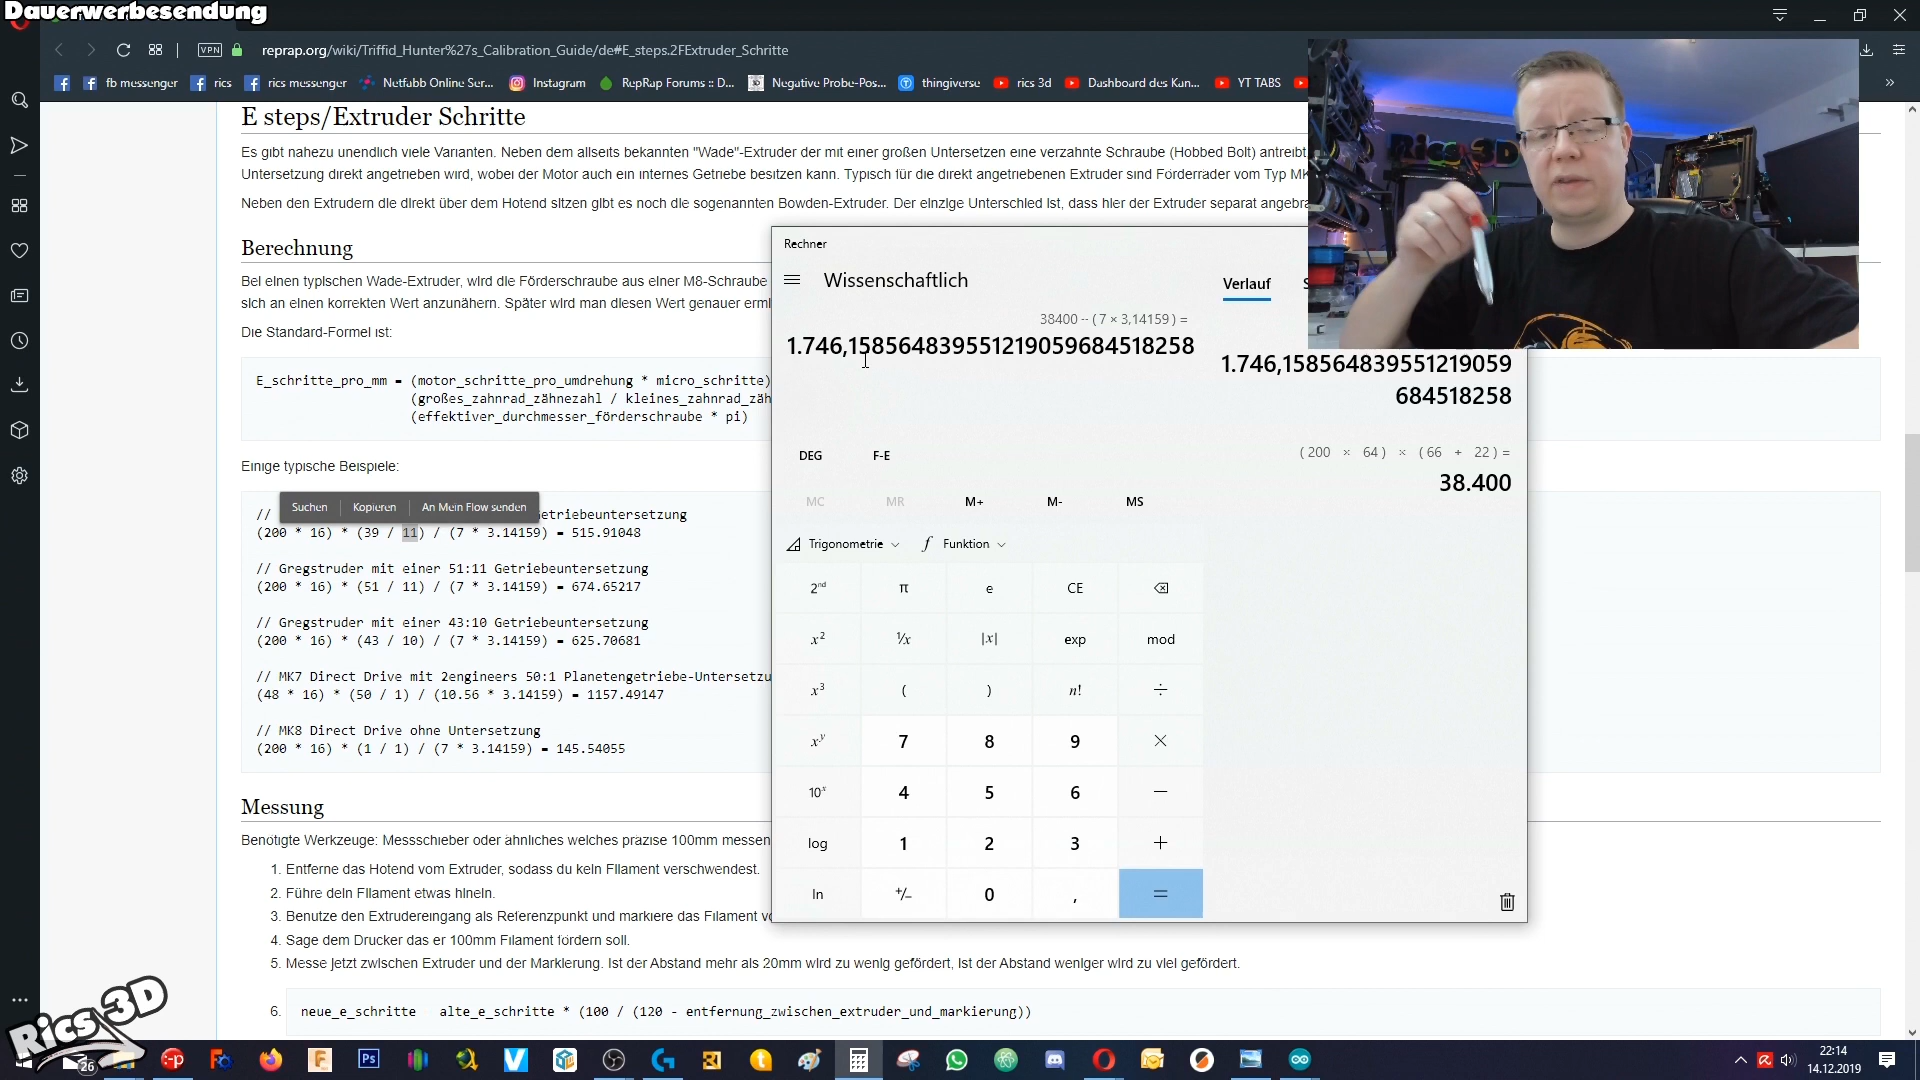 Dauerwerbesendung
VPN
reprap.org/wiki/Triffid_Hunter%27s_Calibration_Guide/de#E_steps.2FExtruder_Schritte
fb messenger
rics
rics messenger
Netfabb Online Ser...
Instagram
RepRap Forums :: D...
Negative Probe-Pos...
thingiverse
rics 3d
Dashboard des Kan...
YT TABS
E steps/Extruder Schritte
Es gibt nahezu unendlich viele Varianten. Neben dem allseits bekannten "Wade"-Extruder der mit einer großen Untersetzen eine verzahnte Schraube (Hobbed Bolt) antreibt,
Untersetzung direkt angetrieben wird, wobei der Motor auch ein internes Getriebe besitzen kann. Typisch für die direkt angetriebenen Extruder sind Förderräder vom Typ MK
Neben den Extrudern die direkt über dem Hotend sitzen gibt es noch die sogenannten Bowden-Extruder. Der einzige Unterschied ist, dass hier der Extruder separat angebra
Berechnung
Bei einen typischen Wade-Extruder, wird die Förderschraube aus einer M8-Schraube
sich an einen korrekten Wert anzunähern. Später wird man diesen Wert genauer ermi
Die Standard-Formel ist:
E_schritte_pro_mm = (motor_schritte_pro_umdrehung * micro_schritte)
(großes_zahnrad_zähnezahl / kleines_zahnrad_zäh
(effektiver_durchmesser_förderschraube * pi)
Einige typische Beispiele:
Suchen
Kopieren
An Mein Flow senden
// etriebeuntersetzung
(200 * 16) * (39 / 11) / (7 * 3.14159) = 515.91048
// Gregstruder mit einer 51:11 Getriebeuntersetzung
(200 * 16) * (51 / 11) / (7 * 3.14159) = 674.65217
// Gregstruder mit einer 43:10 Getriebeuntersetzung
(200 * 16) * (43 / 10) / (7 * 3.14159) = 625.70681
// MK7 Direct Drive mit 2engineers 50:1 Planetengetriebe-Untersetzu
(48 * 16) * (50 / 1) / (10.56 * 3.14159) = 1157.49147
// MK8 Direct Drive ohne Untersetzung
(200 * 16) * (1 / 1) / (7 * 3.14159) = 145.54055
Messung
Benötigte Werkzeuge: Messschieber oder ähnliches welches präzise 100mm messen
1. Entferne das Hotend vom Extruder, sodass du kein Filament verschwendest.
2. Führe dein Filament etwas hinein.
3. Benutze den Extrudereingang als Referenzpunkt und markiere das Filament vo
4. Sage dem Drucker das er 100mm Filament fördern soll.
5. Messe jetzt zwischen Extruder und der Markierung. Ist der Abstand mehr als 20mm wird zu wenig gefördert, ist der Abstand weniger wird zu viel gefördert.
6. neue_e_schritte alte_e_schritte * (100 / (120 - entfernung_zwischen_extruder_und_markierung))
Rechner
Wissenschaftlich
Verlauf
S
38400 ÷ ( 7 × 3,14159 ) =
1.746,1585648395512190596845 18258
1.746,158564839551219059
684518258
( 200 × 64 ) × ( 66 ÷ 22 ) =
38.400
DEG
F-E
MC
MR
M+
M-
MS
Trigonometrie
f Funktion
2nd
π
e
CE
x²
¹/x
|x|
exp
mod
x³
(
)
n!
÷
xʸ
7
8
9
×
10ˣ
4
5
6
−
log
1
2
3
+
ln
+/−
0
,
=
Rics 3D
Rics 3D
26
Ps
22:14
14.12.2019